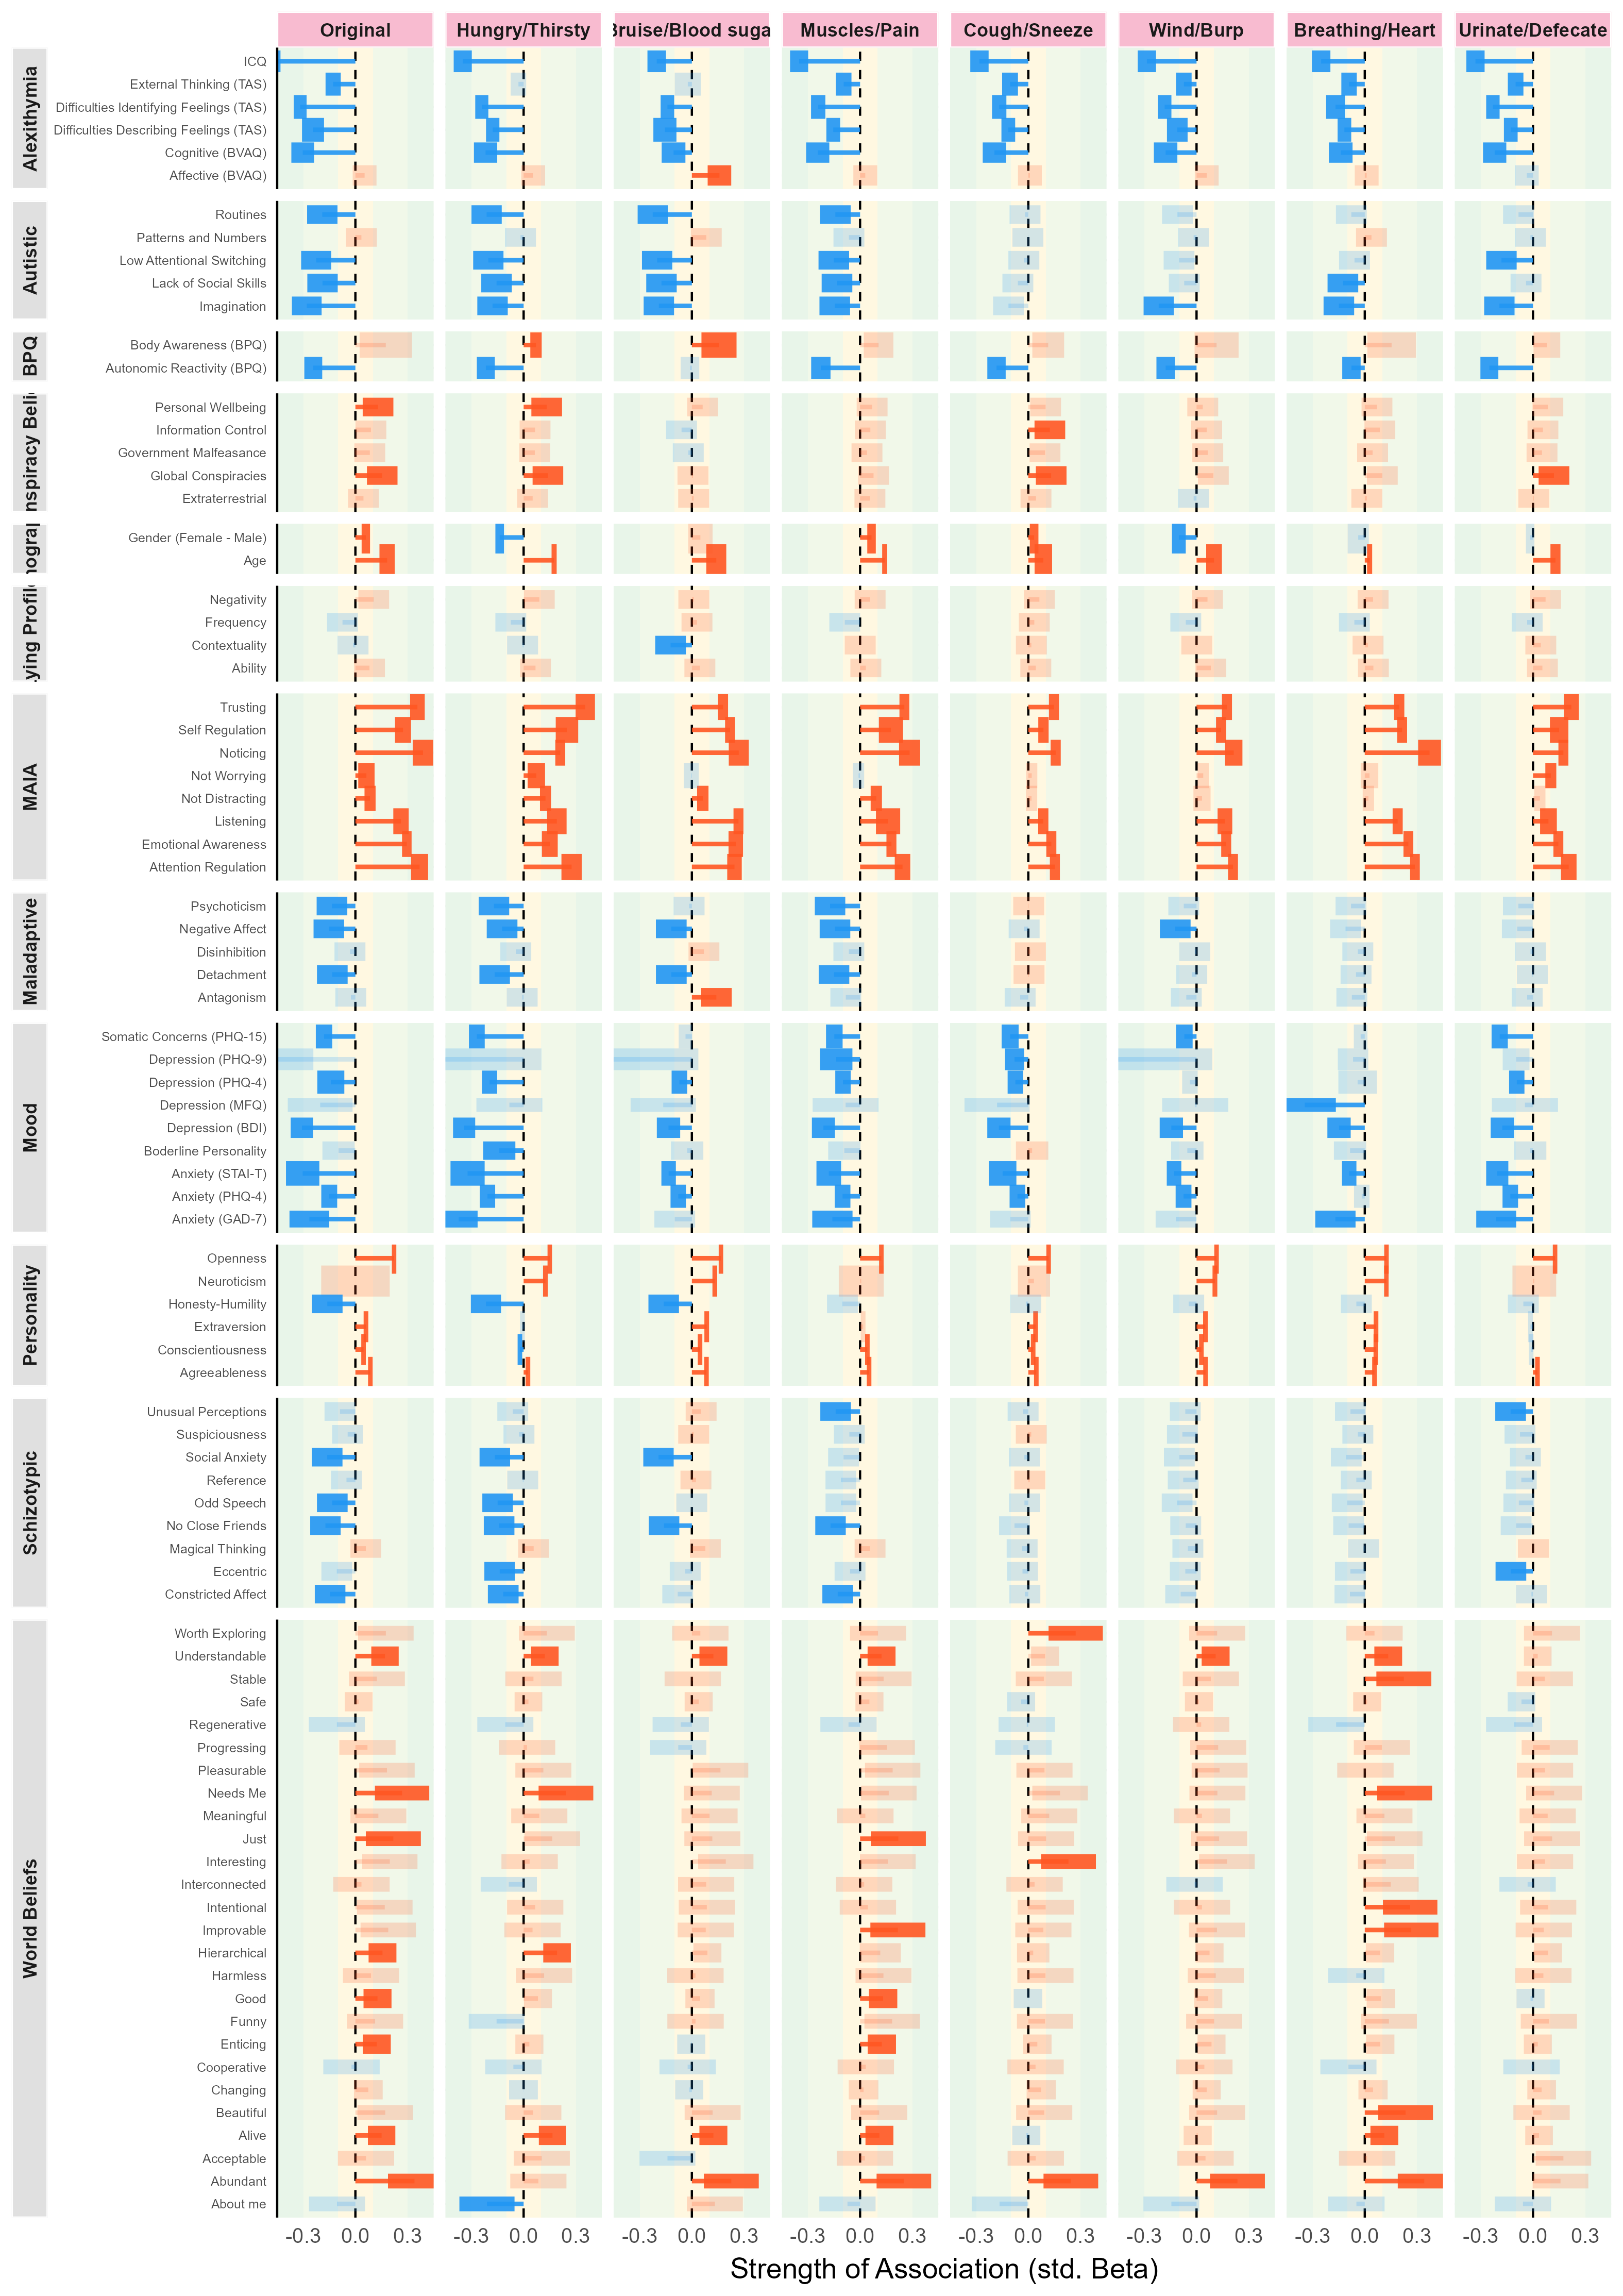 Original Hungry/Thirsty Bruise/Blood suga Muscles/Pain Cough/Sneeze Wind/Burp Breathing/Heart Urinate/Defecate
Alexithymia
ICQ
External Thinking (TAS)
Difficulties Identifying Feelings (TAS)
Difficulties Describing Feelings (TAS)
Cognitive (BVAQ)
Affective (BVAQ)
Autistic
Routines
Patterns and Numbers
Low Attentional Switching
Lack of Social Skills
Imagination
BPQ
Body Awareness (BPQ)
Autonomic Reactivity (BPQ)
nspiracy Beli
Personal Wellbeing
Information Control
Government Malfeasance
Global Conspiracies
Extraterrestrial
nograp
Gender (Female - Male)
Age
ying Profile
Negativity
Frequency
Contextuality
Ability
MAIA
Trusting
Self Regulation
Noticing
Not Worrying
Not Distracting
Listening
Emotional Awareness
Attention Regulation
Maladaptive
Psychoticism
Negative Affect
Disinhibition
Detachment
Antagonism
Mood
Somatic Concerns (PHQ-15)
Depression (PHQ-9)
Depression (PHQ-4)
Depression (MFQ)
Depression (BDI)
Boderline Personality
Anxiety (STAI-T)
Anxiety (PHQ-4)
Anxiety (GAD-7)
Personality
Openness
Neuroticism
Honesty-Humility
Extraversion
Conscientiousness
Agreeableness
Schizotypic
Unusual Perceptions
Suspiciousness
Social Anxiety
Reference
Odd Speech
No Close Friends
Magical Thinking
Eccentric
Constricted Affect
World Beliefs
Worth Exploring
Understandable
Stable
Safe
Regenerative
Progressing
Pleasurable
Needs Me
Meaningful
Just
Interesting
Interconnected
Intentional
Improvable
Hierarchical
Harmless
Good
Funny
Enticing
Cooperative
Changing
Beautiful
Alive
Acceptable
Abundant
About me
-0.3 0.0 0.3 -0.3 0.0 0.3 -0.3 0.0 0.3 -0.3 0.0 0.3 -0.3 0.0 0.3 -0.3 0.0 0.3 -0.3 0.0 0.3 -0.3 0.0 0.3
Strength of Association (std. Beta)